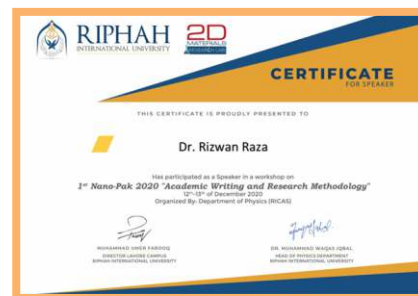 RIPHAH
INTERNATIONAL UNIVERSITY
2D
MATERIALS
CERTIFICATE
FOR SPEAKER
THIS CERTIFICATE IS PROUDLY PRESENTED TO
Dr. Rizwan Raza
Has participated as a Speaker in a workshop on
1st Nano-Pak 2020 "Academic Writing and Research Methodology"
12th-13th of December 2020
Organized By: Department of Physics (RICAS)
MUHAMMAD UMER FAROOQ
DIRECTOR LAHORE CAMPUS
RIPHAH INTERNATIONAL UNIVERSITY
DR. MUHAMMAD WAQAS IQBAL
HEAD OF PHYSICS DEPARTMENT
RIPHAH INTERNATIONAL UNIVERSITY